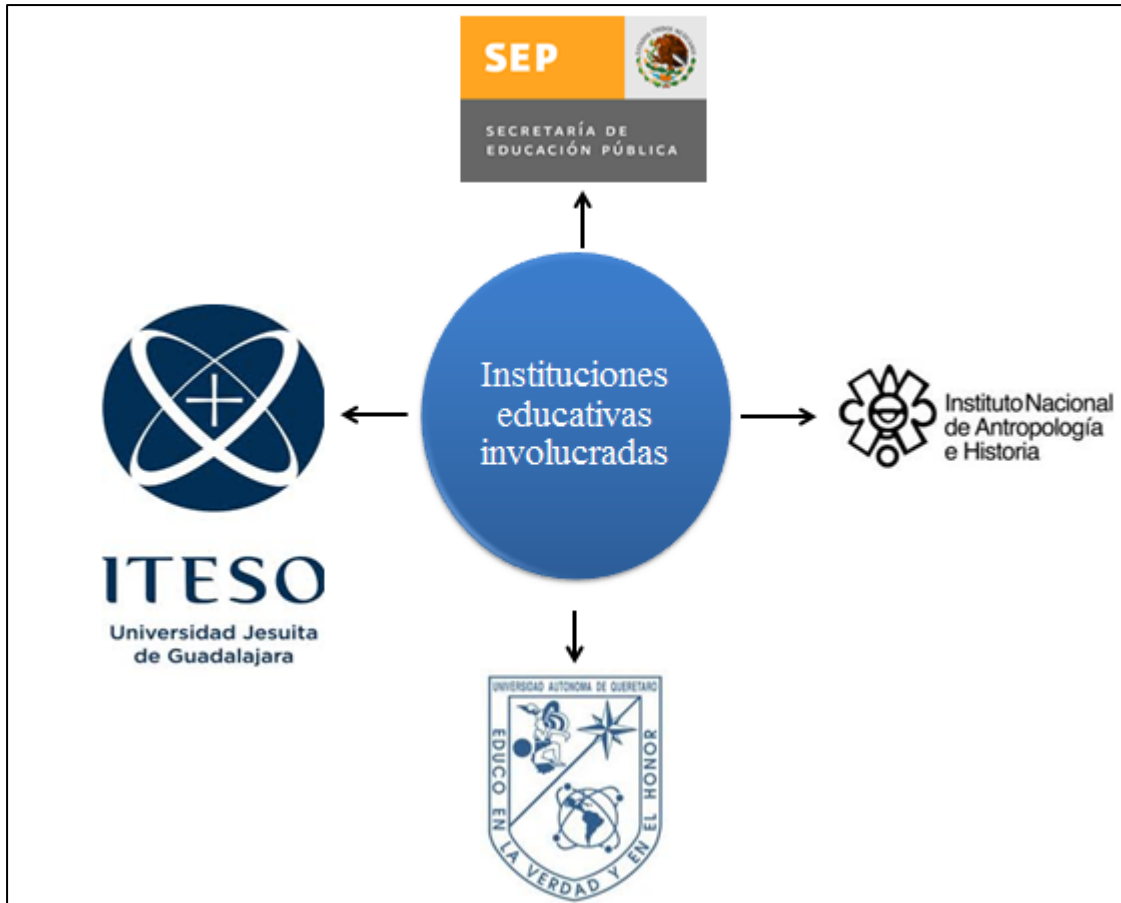 SEP
SECRETARÍA DE
EDUCACIÓN PÚBLICA
Instituciones
educativas
involucradas
ITESO
Universidad Jesuita
de Guadalajara
Instituto Nacional
de Antropología
e Historia
UNIVERSIDAD AUTONOMA DE QUERETARO
EDUCO EN LA VERDAD Y EN EL HONOR